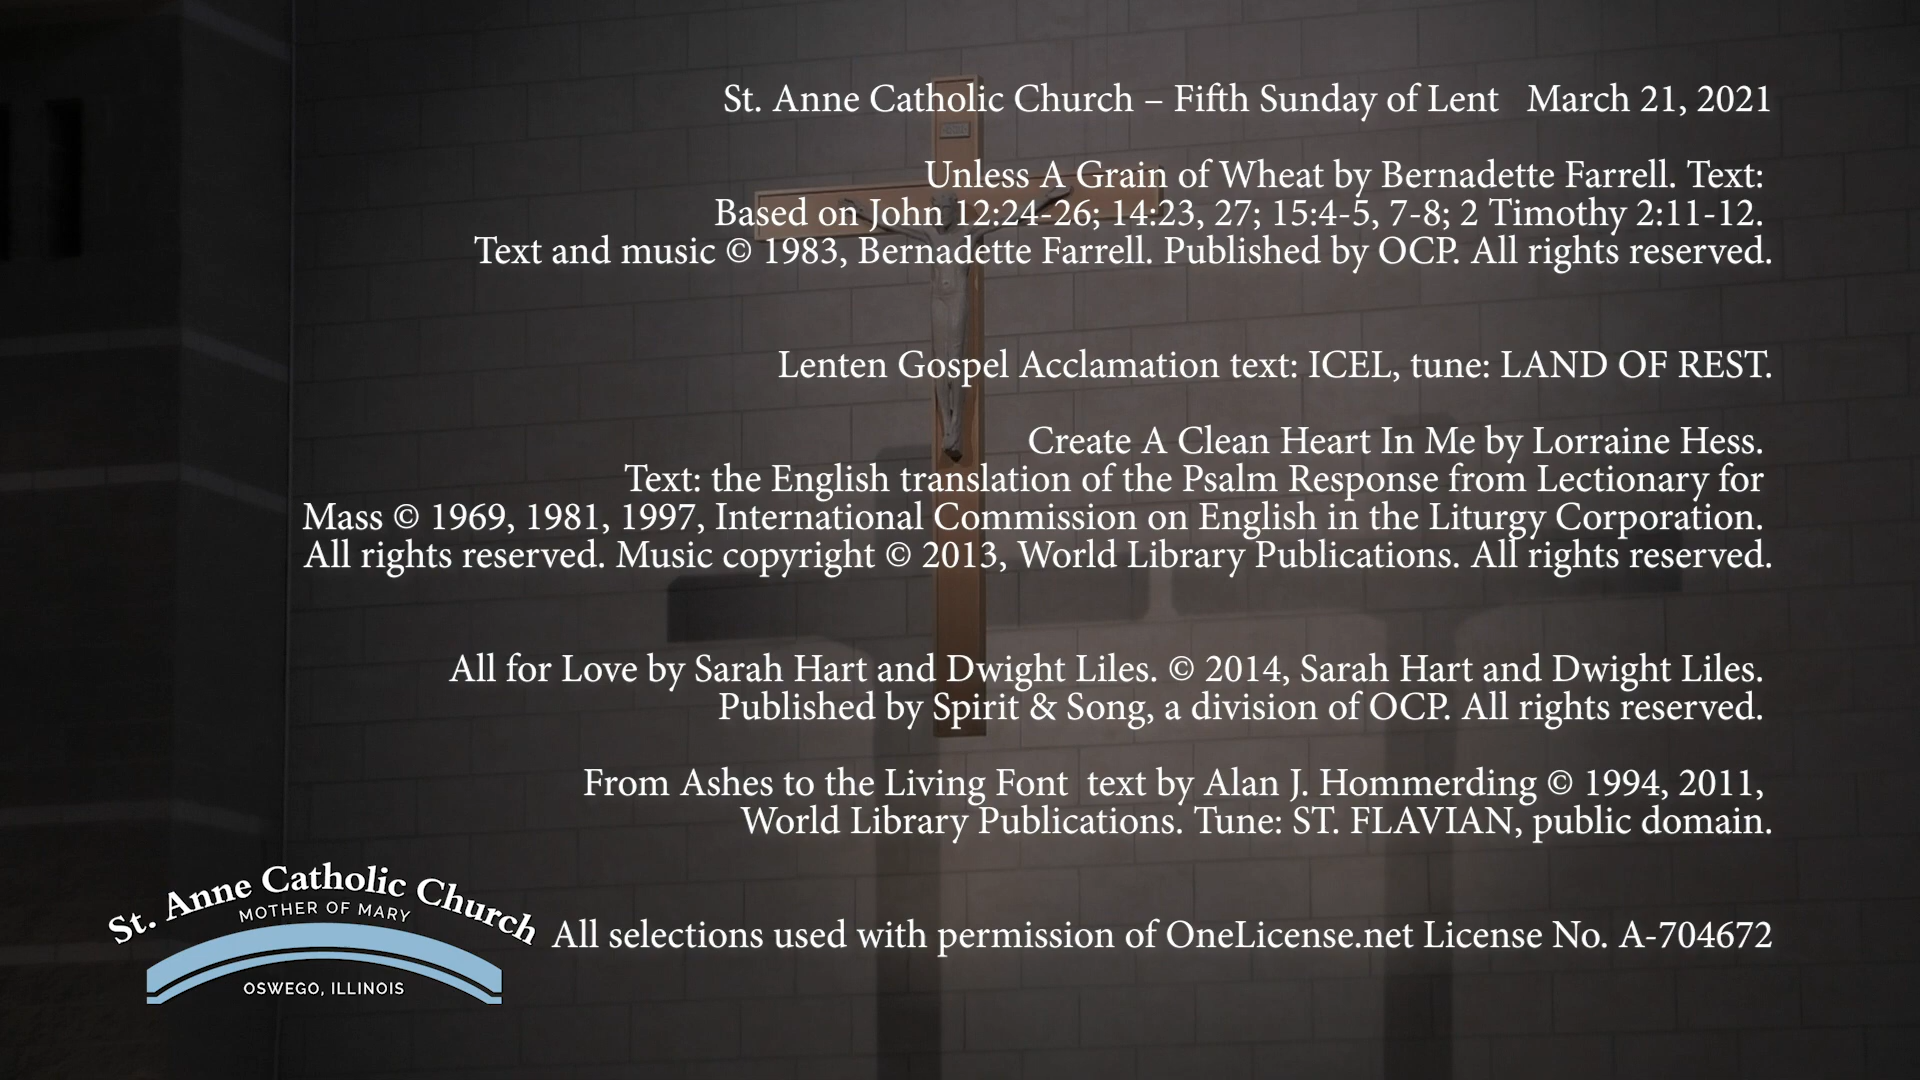 St. Anne Catholic Church – Fifth Sunday of Lent March 21, 2021
Unless A Grain of Wheat by Bernadette Farrell. Text:
Based on John 12:24-26; 14:23, 27; 15:4-5, 7-8; 2 Timothy 2:11-12.
Text and music © 1983, Bernadette Farrell. Published by OCP. All rights reserved.
Lenten Gospel Acclamation text: ICEL, tune: LAND OF REST.
Create A Clean Heart In Me by Lorraine Hess.
Text: the English translation of the Psalm Response from Lectionary for
Mass © 1969, 1981, 1997, International Commission on English in the Liturgy Corporation.
All rights reserved. Music copyright © 2013, World Library Publications. All rights reserved.
All for Love by Sarah Hart and Dwight Liles. © 2014, Sarah Hart and Dwight Liles.
Published by Spirit & Song, a division of OCP. All rights reserved.
From Ashes to the Living Font text by Alan J. Hommerding © 1994, 2011,
World Library Publications. Tune: ST. FLAVIAN, public domain.
All selections used with permission of OneLicense.net License No. A-704672
St. Anne Catholic Church
MOTHER OF MARY
OSWEGO, ILLINOIS